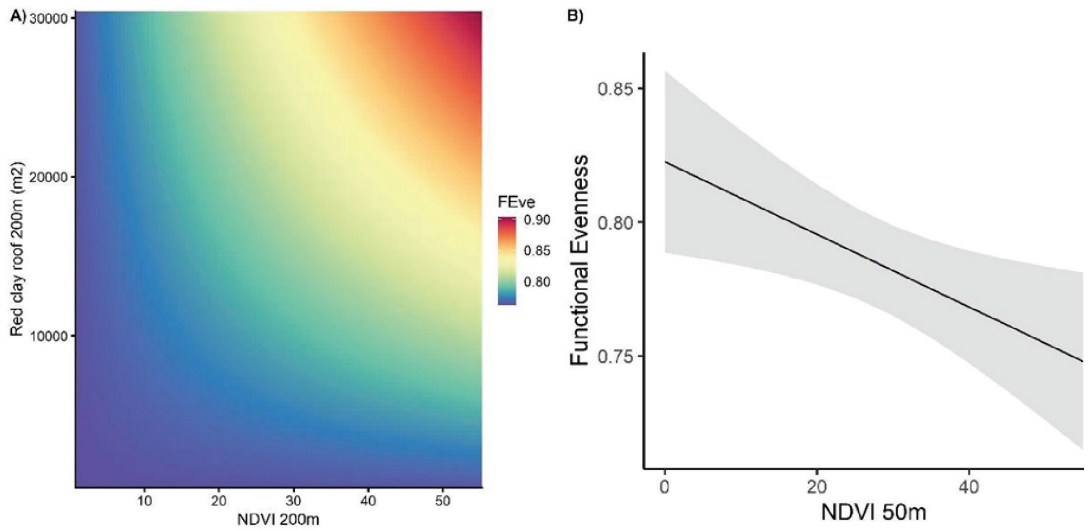 A)
30000
20000
10000
Red clay roof 200m (m2)
10 20 30 40 50
NDVI 200m
FEve
0.90
0.85
0.80
B)
0.85
0.80
0.75
Functional Evenness
0 20 40
NDVI 50m